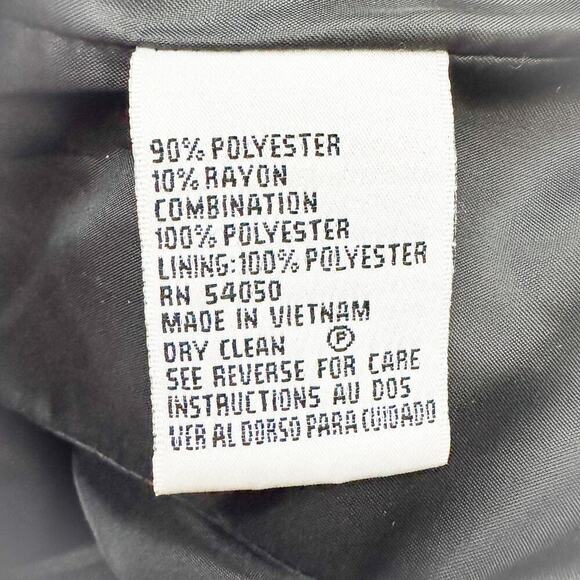 90% POLYESTER
10% RAYON
COMBINATION
100% POLYESTER
LINING:100% POLYESTER
RN 54050
MADE IN VIETNAM
DRY CLEAN Ⓟ
SEE REVERSE FOR CARE
INSTRUCTIONS AU DOS
VER AL DORSO PARA CUIDADO